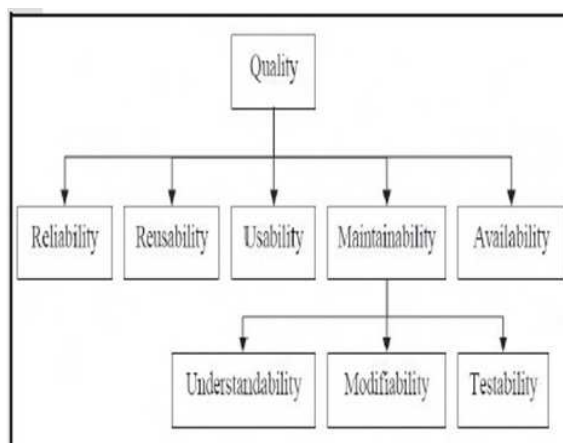 Quality
Reliability
Reusability
Usability
Maintainability
Availability
Understandability
Modifiability
Testability